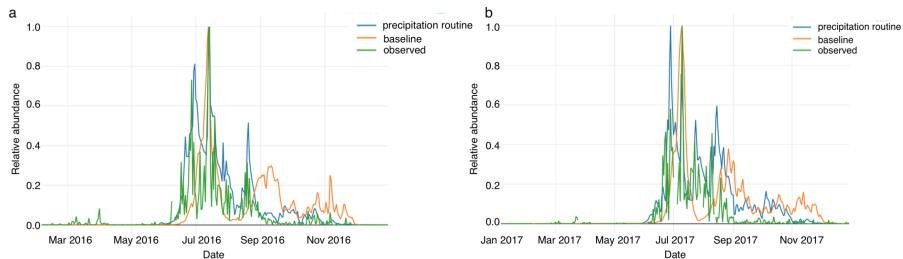 a
precipitation routine
baseline
observed
Relative abundance
1.0
0.8
0.6
0.4
0.2
0.0
Mar 2016 May 2016 Jul 2016 Sep 2016 Nov 2016
Date
b
precipitation routine
baseline
observed
Relative abundance
1.0
0.8
0.6
0.4
0.2
0.0
Jan 2017 Mar 2017 May 2017 Jul 2017 Sep 2017 Nov 2017
Date